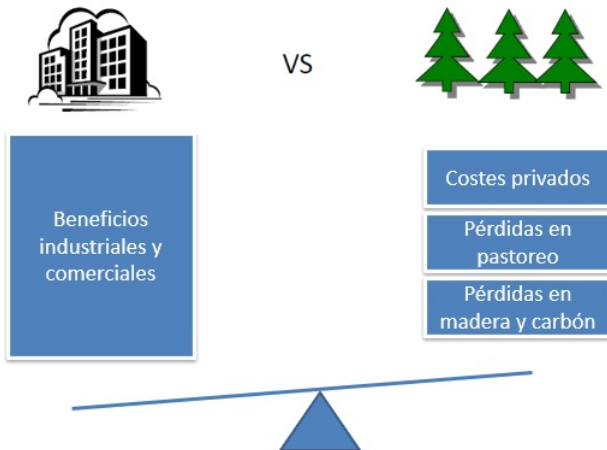 VS
Beneficios
industriales y
comerciales
Costes privados
Pérdidas en
pastoreo
Pérdidas en
madera y carbón